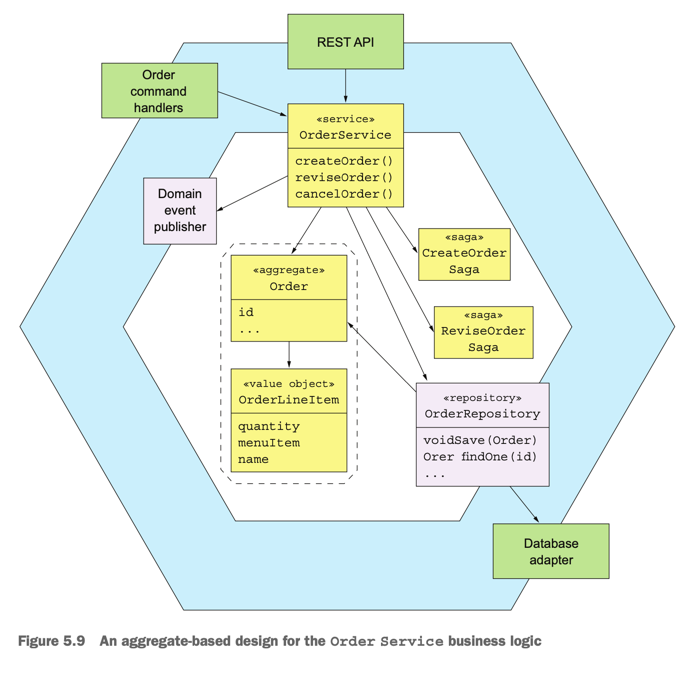 REST API
Order
command
handlers
«service»
OrderService
createOrder()
reviseOrder()
cancelOrder()
Domain
event
publisher
«saga»
CreateOrder
Saga
«aggregate»
Order
id
...
«saga»
ReviseOrder
Saga
«value object»
OrderLineItem
quantity
menuItem
name
«repository»
OrderRepository
voidSave(Order)
Orer findOne(id)
...
Database
adapter
Figure 5.9 An aggregate-based design for the Order Service business logic